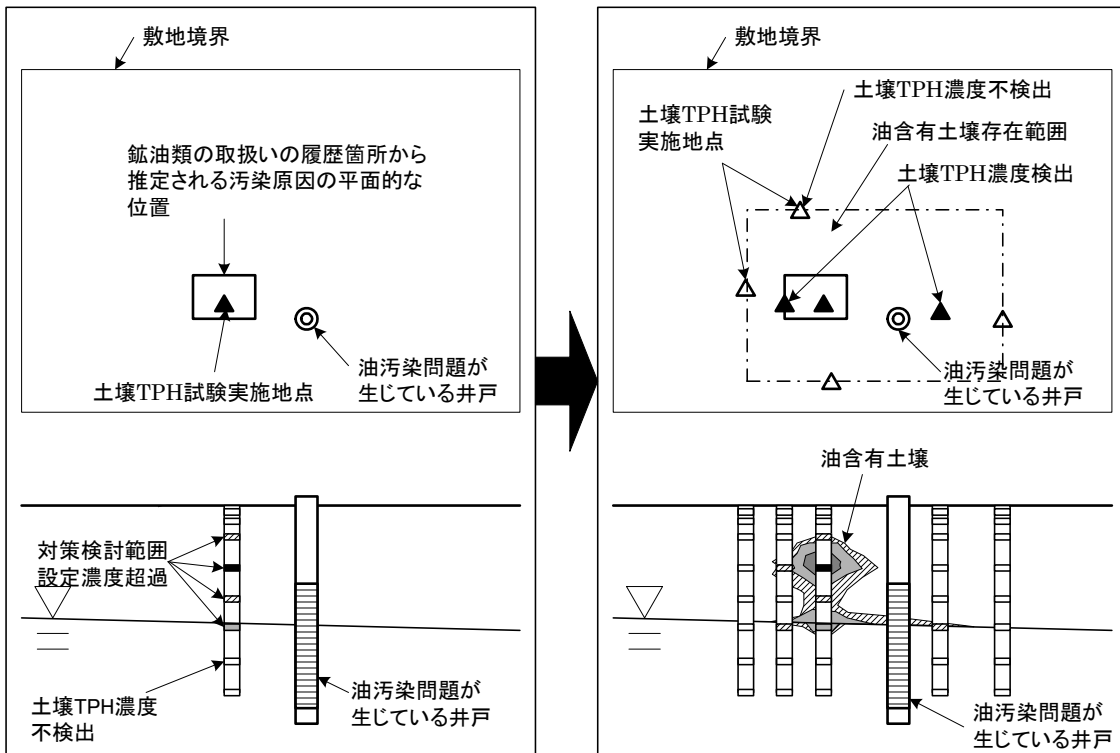 敷地境界
鉱油類の取扱いの履歴箇所から
推定される汚染原因の平面的な
位置
土壌TPH試験実施地点
油汚染問題が
生じている井戸
対策検討範囲
設定濃度超過
土壌TPH濃度
不検出
油汚染問題が
生じている井戸
敷地境界
土壌TPH試験
実施地点
土壌TPH濃度不検出
油含有土壌存在範囲
土壌TPH濃度検出
油汚染問題が
生じている井戸
油含有土壌
油汚染問題が
生じている井戸